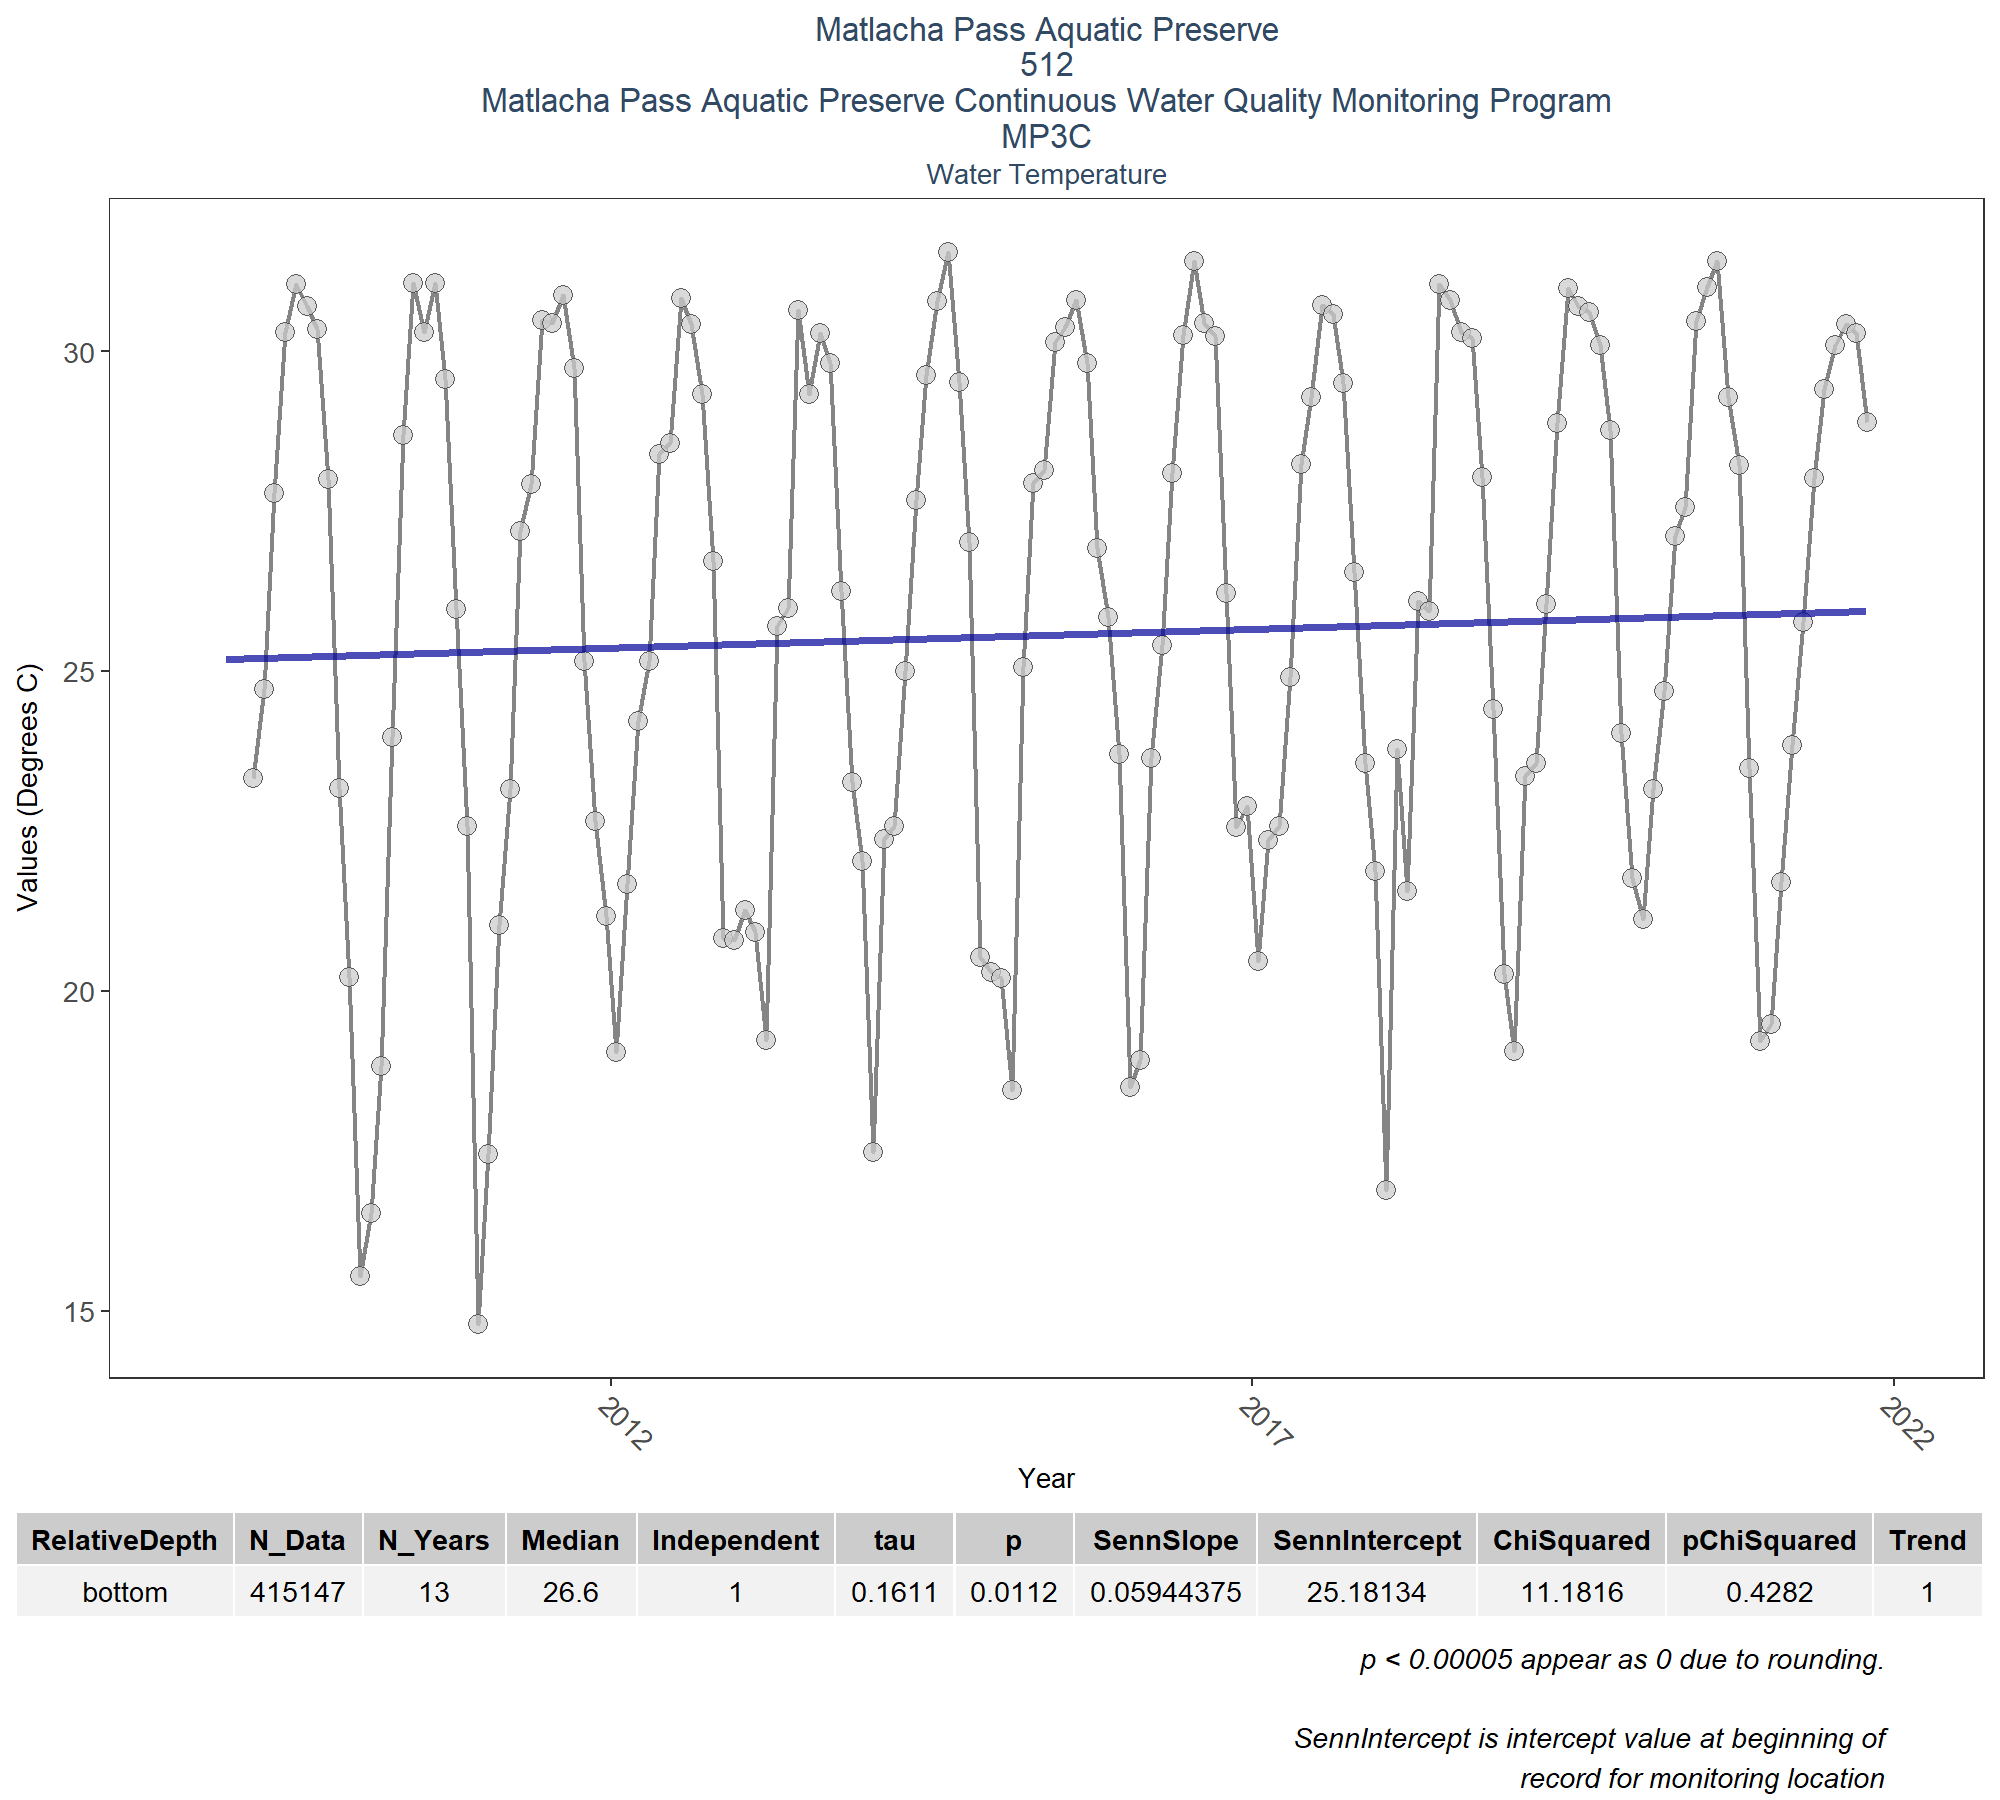 Matlacha Pass Aquatic Preserve
512
Matlacha Pass Aquatic Preserve Continuous Water Quality Monitoring Program
MP3C
Water Temperature
30
25
20
15
Values (Degrees C)
2012
2017
2022
Year
RelativeDepth N_Data N_Years Median Independent tau p SennSlope SennIntercept ChiSquared pChiSquared Trend
bottom 415147 13 26.6 1 0.1611 0.0112 0.05944375 25.18134 11.1816 0.4282 1
p < 0.00005 appear as 0 due to rounding.
SennIntercept is intercept value at beginning of
record for monitoring location